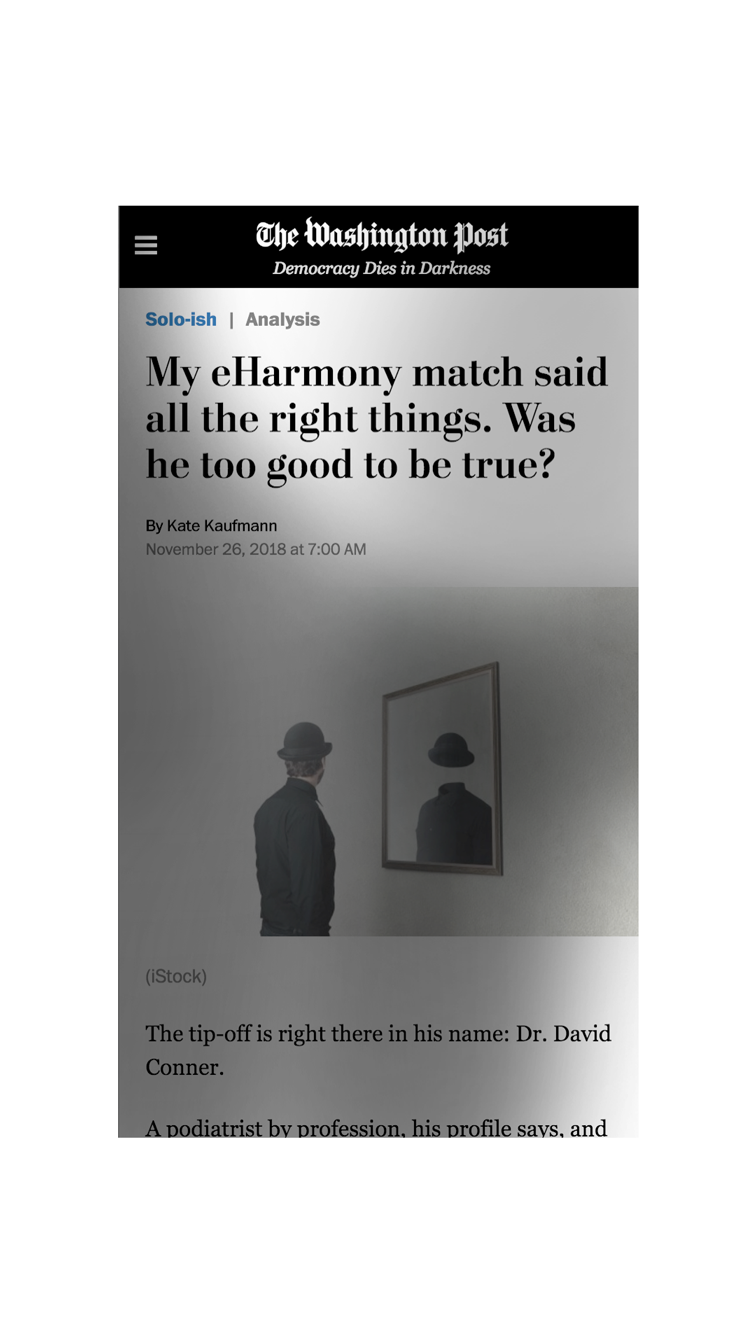 The Washington Post
Democracy Dies in Darkness
Solo-ish | Analysis
My eHarmony match said
all the right things. Was
he too good to be true?
By Kate Kaufmann
November 26, 2018 at 7:00 AM
(iStock)
The tip-off is right there in his name: Dr. David
Conner.
A podiatrist by profession, his profile says, and